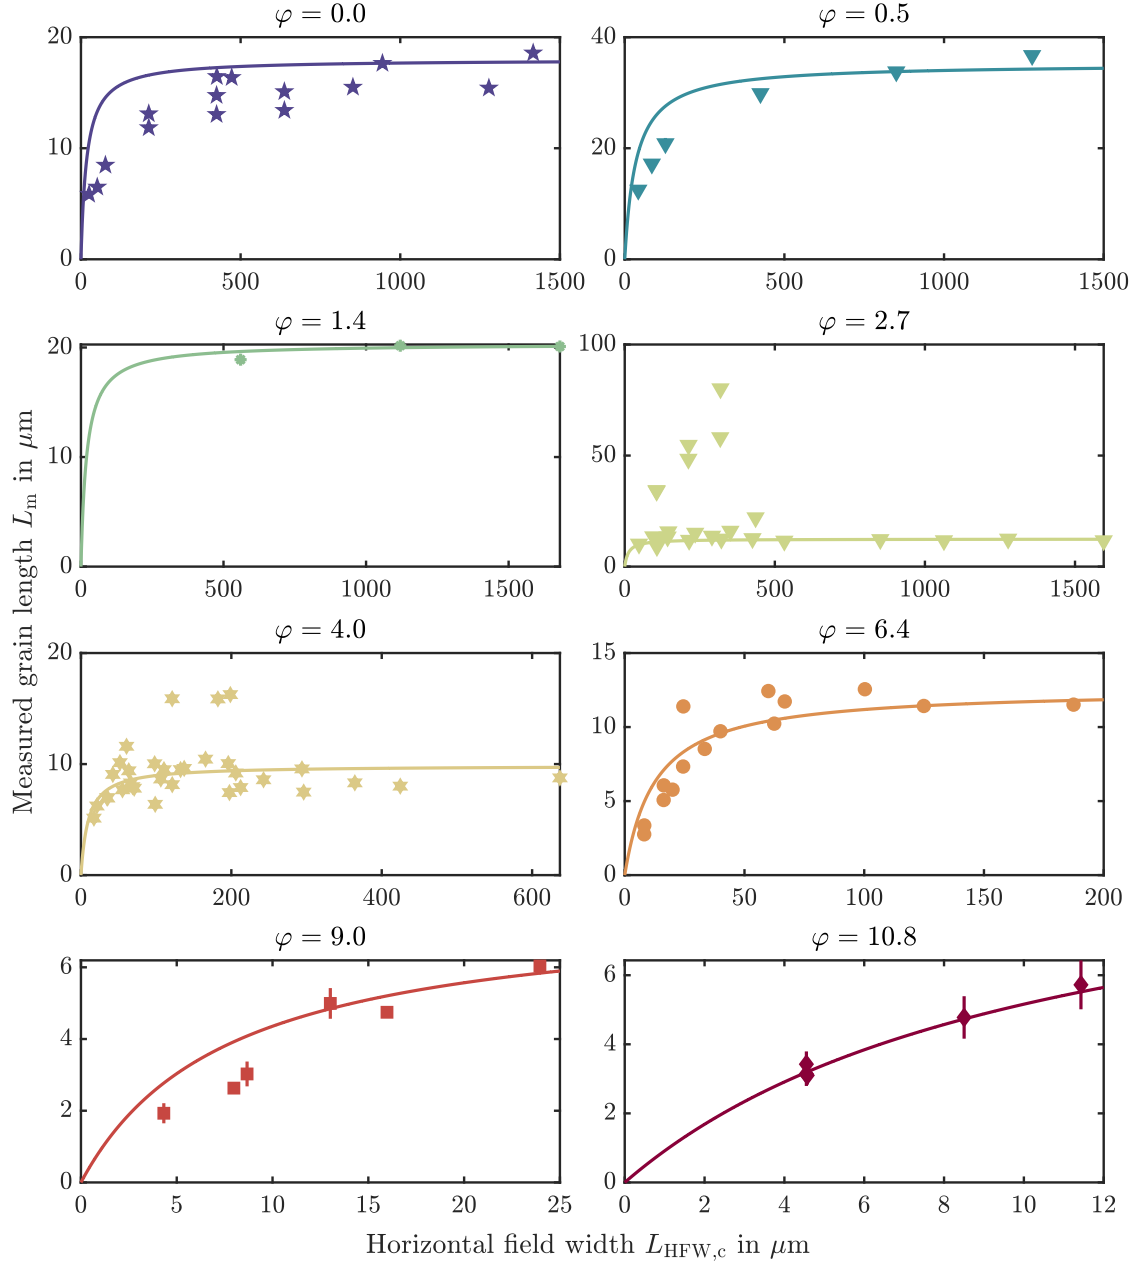 φ = 0.0
φ = 0.5
20
10
0
0 500 1000 1500
40
20
0
0 500 1000 1500
φ = 1.4
φ = 2.7
20
10
0
0 500 1000 1500
100
50
0
0 500 1000 1500
φ = 4.0
φ = 6.4
20
10
0
0 200 400 600
15
10
5
0
0 50 100 150 200
φ = 9.0
φ = 10.8
6
4
2
0
0 5 10 15 20 25
6
4
2
0
0 2 4 6 8 10 12
Measured grain length Lm in μm
Horizontal field width LHFW,c in μm